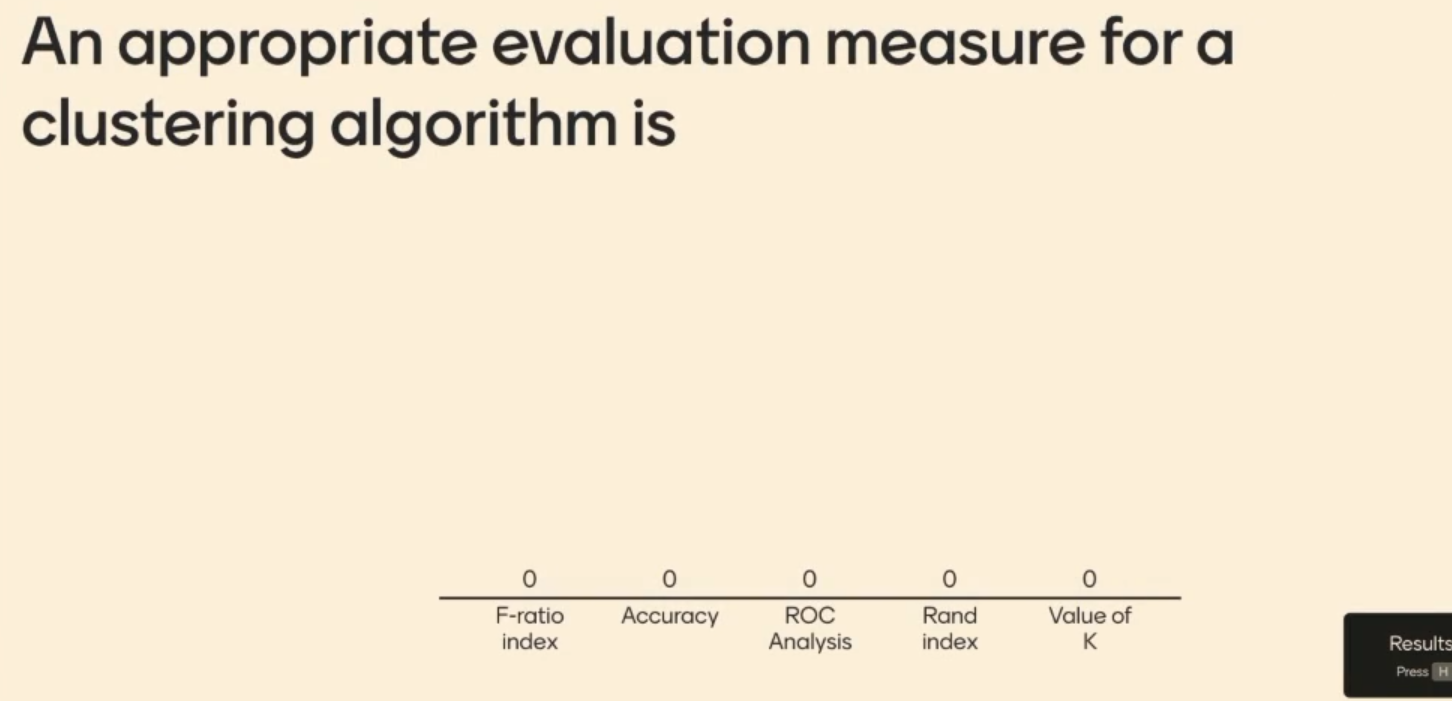 An appropriate evaluation measure for a
clustering algorithm is
0 0 0 0 0
F-ratio Accuracy ROC Rand Value of
index Analysis index K
Results
Press H